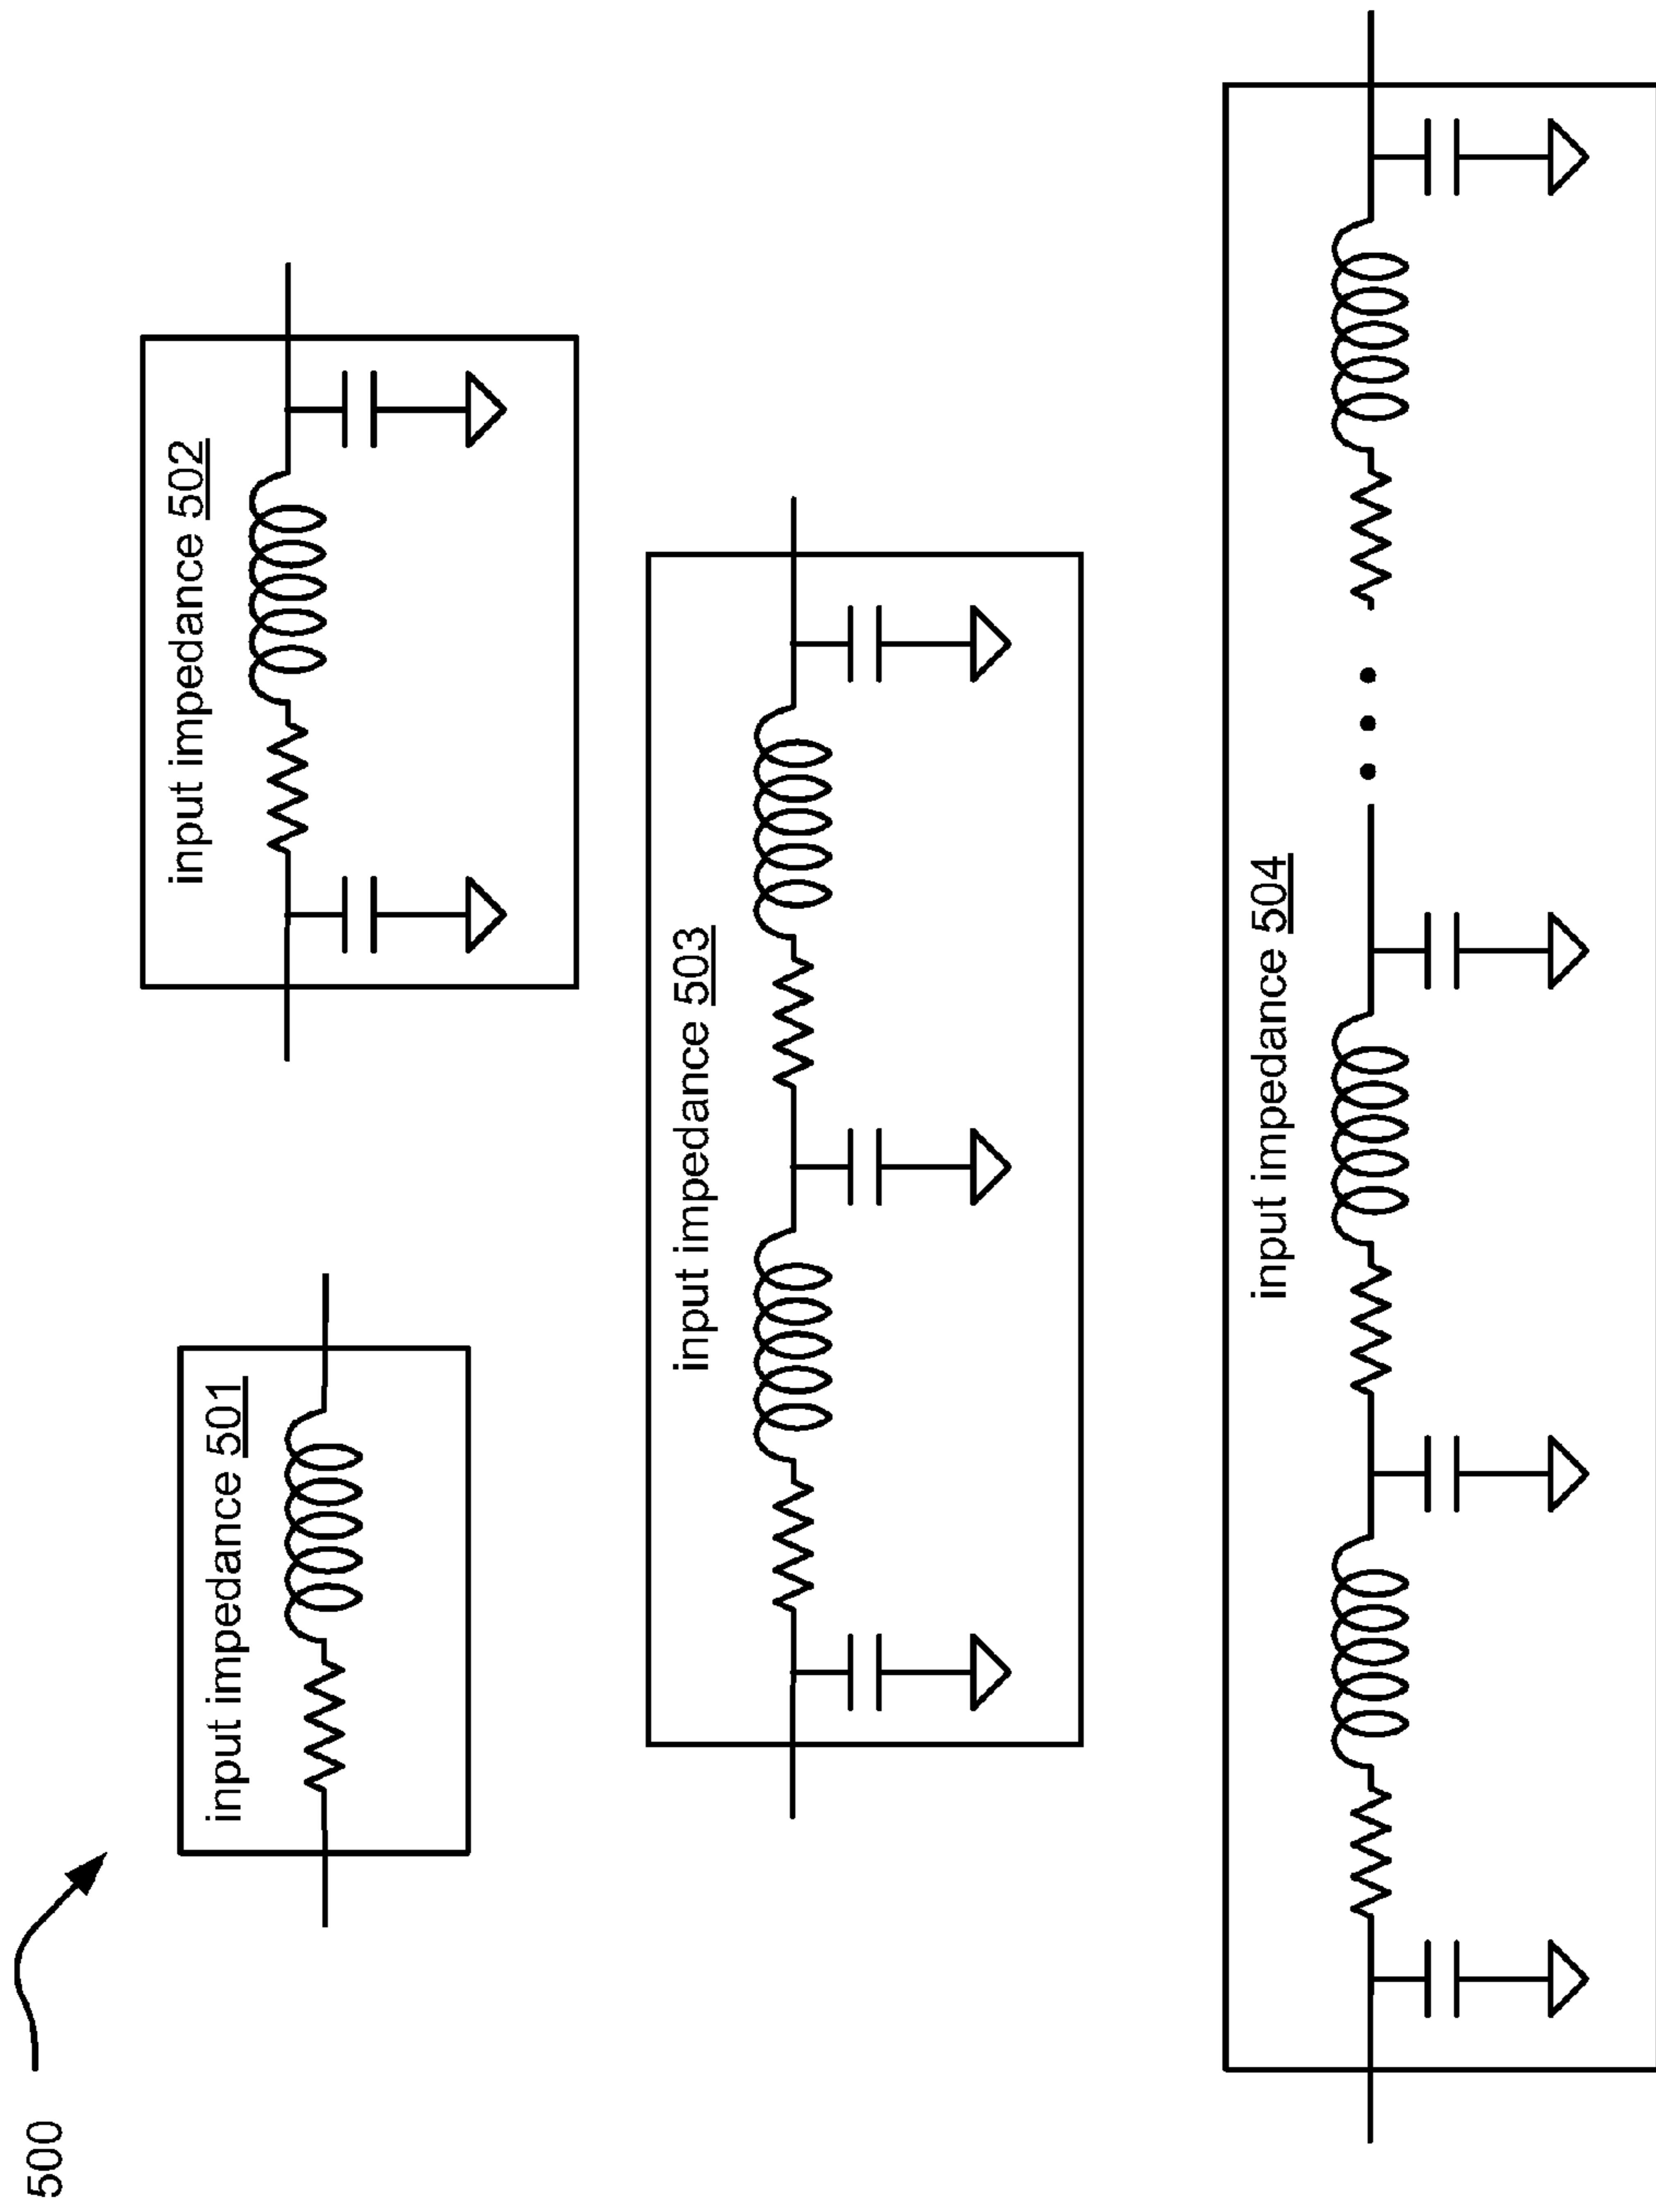 500
input impedance 501
input impedance 502
input impedance 503
input impedance 504